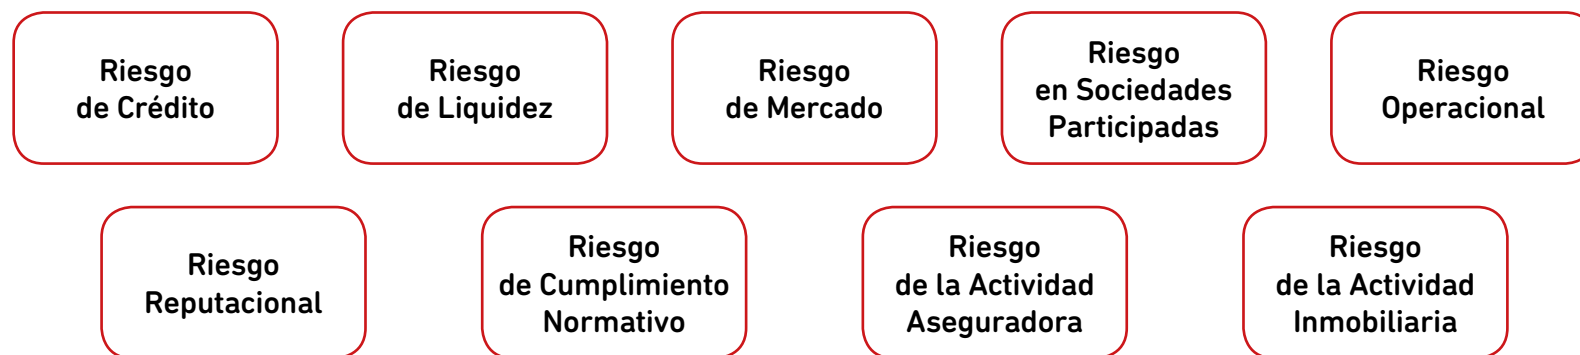 Riesgo
de Crédito
Riesgo
de Liquidez
Riesgo
de Mercado
Riesgo
en Sociedades
Participadas
Riesgo
Operacional
Riesgo
Reputacional
Riesgo
de Cumplimiento
Normativo
Riesgo
de la Actividad
Aseguradora
Riesgo
de la Actividad
Inmobiliaria